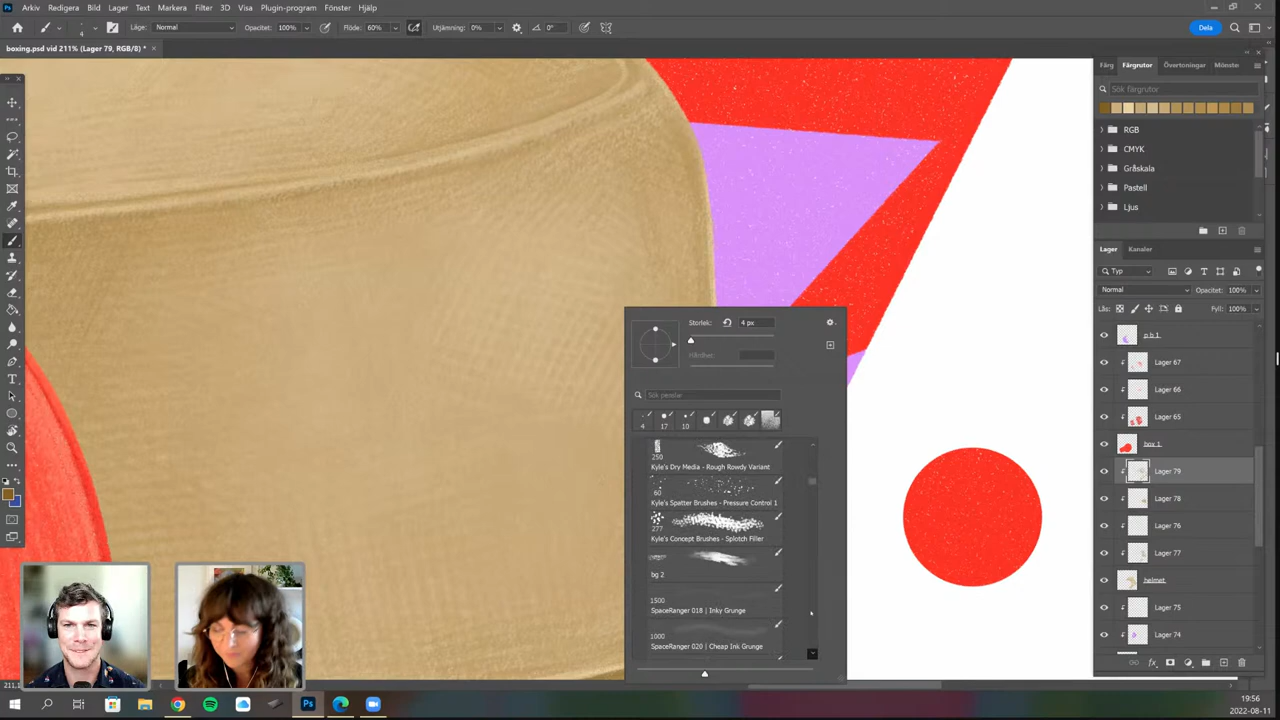 Arkiv Redigera Bild Lager Text Markera Filter 3D Visa Plugin-program Fönster Hjälp
4 Läge: Normal Opacitet: 100% Flöde: 60% Utjämning: 0% 0° Dela
boxing.psd vid 211% (Lager 79, RGB/8) *
Färg Färgrutor Övertoningar Mönste
Sök färgrutor
RGB
CMYK
Gråskala
Pastell
Ljus
Lager Kanaler
Typ
Normal Opacitet: 100%
Lås: Fyll: 100%
p b 1
Lager 67
Lager 66
Lager 65
box 1
Lager 79
Lager 78
Lager 76
Lager 77
helmet
Lager 75
Lager 74
Storlek: 4 px
Hårdhet:
Sök penslar
4 17 10
250
Kyle's Dry Media - Rough Rowdy Variant
60
Kyle's Spatter Brushes - Pressure Control 1
277
Kyle's Concept Brushes - Splotch Filler
bg 2
1500
SpaceRanger 018 | Inky Grunge
1000
SpaceRanger 020 | Cheap Ink Grunge
19:56
2022-08-11